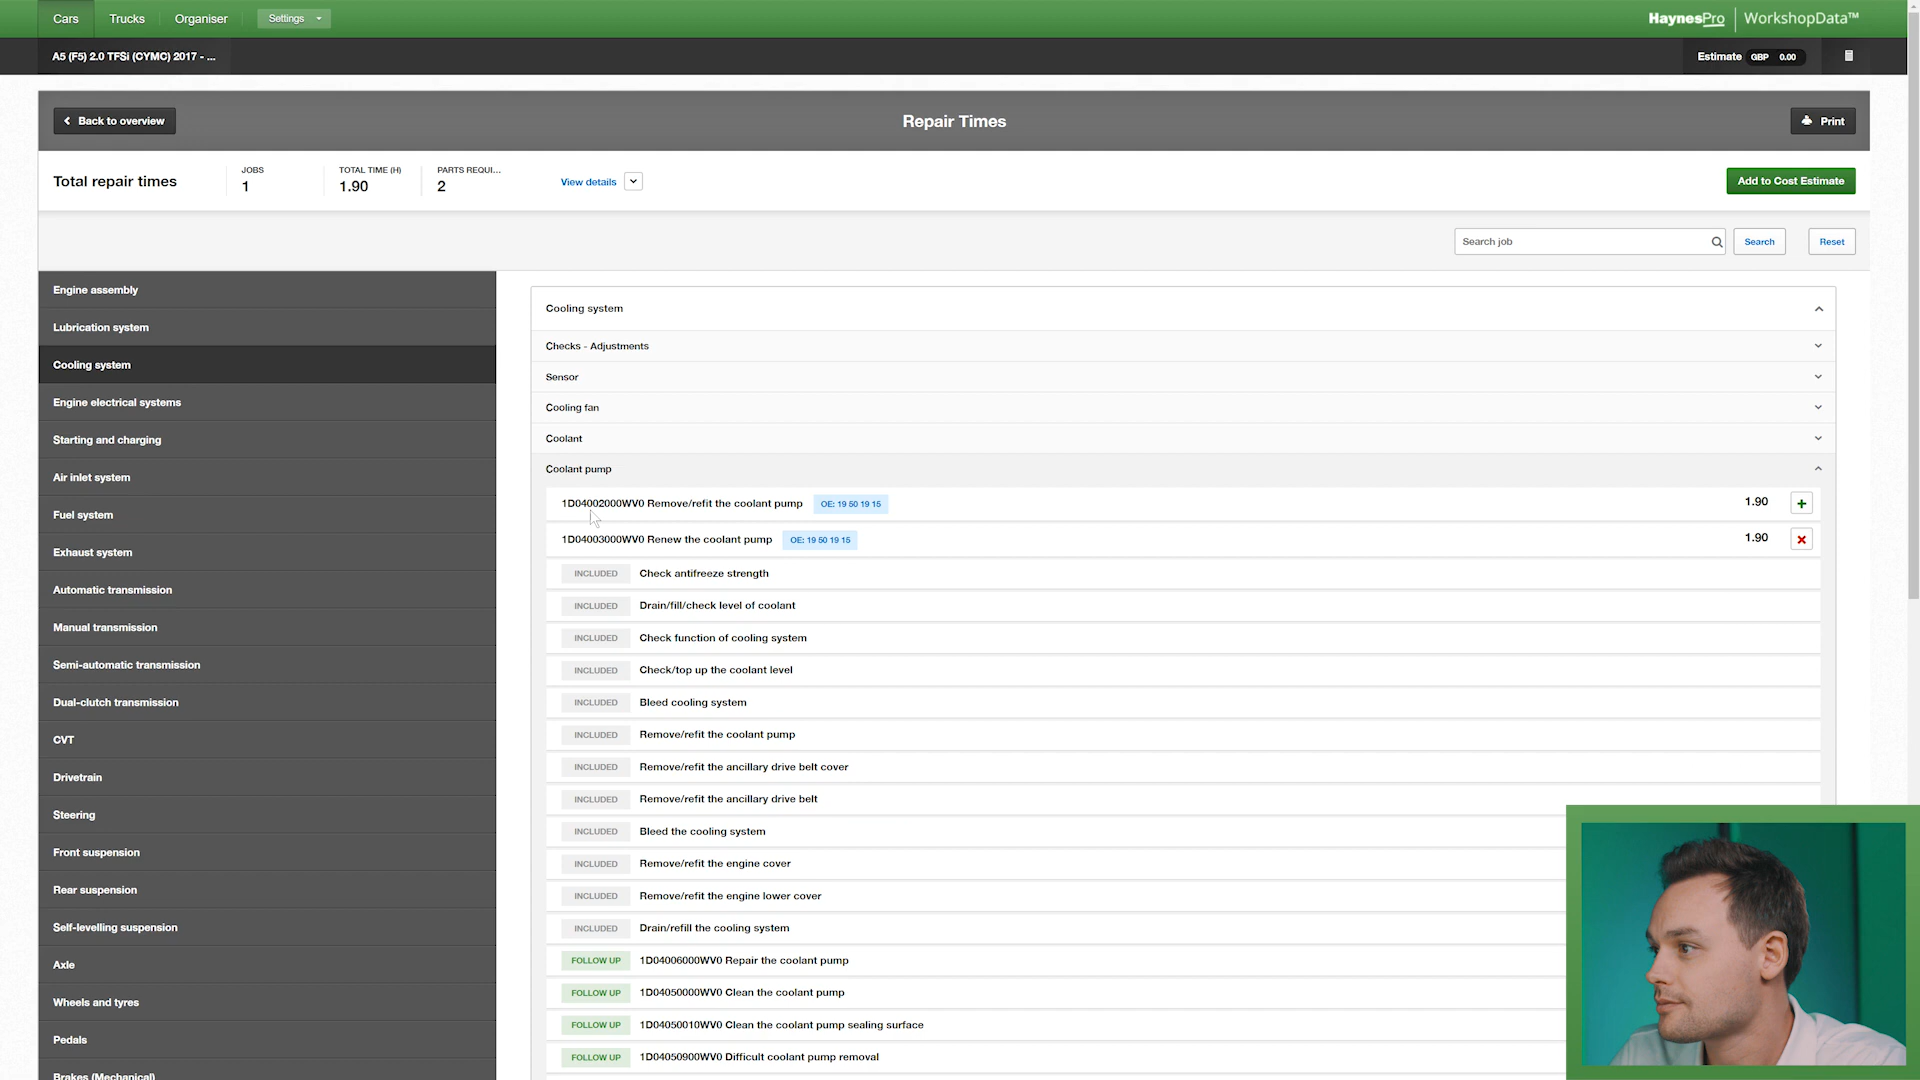 Cars
Trucks
Organiser
Settings
HaynesPro
WorkshopData™
A5 (F5) 2.0 TFSi (CYMC) 2017 - ...
Estimate GBP 0.00
Back to overview
Repair Times
Print
Total repair times
JOBS
1
TOTAL TIME (H)
1.90
PARTS REQUI...
2
View details
Add to Cost Estimate
Search job
Search
Reset
Engine assembly
Lubrication system
Cooling system
Engine electrical systems
Starting and charging
Air inlet system
Fuel system
Exhaust system
Automatic transmission
Manual transmission
Semi-automatic transmission
Dual-clutch transmission
CVT
Drivetrain
Steering
Front suspension
Rear suspension
Self-levelling suspension
Axle
Wheels and tyres
Pedals
Brakes (Mechanical)
Cooling system
Checks - Adjustments
Sensor
Cooling fan
Coolant
Coolant pump
1D04002000WV0 Remove/refit the coolant pump OE: 19 50 19 15 1.90
1D04003000WV0 Renew the coolant pump OE: 19 50 19 15 1.90
INCLUDED Check antifreeze strength
INCLUDED Drain/fill/check level of coolant
INCLUDED Check function of cooling system
INCLUDED Check/top up the coolant level
INCLUDED Bleed cooling system
INCLUDED Remove/refit the coolant pump
INCLUDED Remove/refit the ancillary drive belt cover
INCLUDED Remove/refit the ancillary drive belt
INCLUDED Bleed the cooling system
INCLUDED Remove/refit the engine cover
INCLUDED Remove/refit the engine lower cover
INCLUDED Drain/refill the cooling system
FOLLOW UP 1D04006000WV0 Repair the coolant pump
FOLLOW UP 1D04050000WV0 Clean the coolant pump
FOLLOW UP 1D04050010WV0 Clean the coolant pump sealing surface
FOLLOW UP 1D04050900WV0 Difficult coolant pump removal